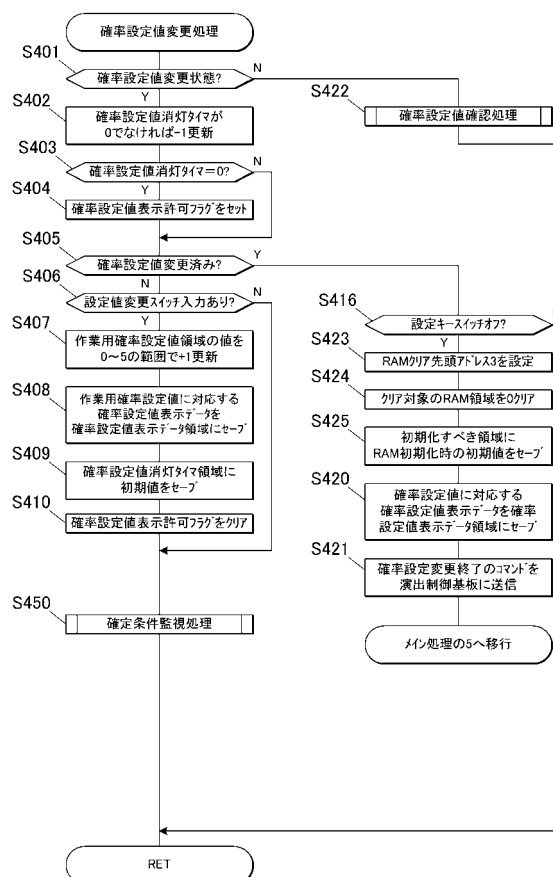 確率設定値変更処理
S401
確率設定値変更状態?
N
Y
S402
確率設定値消灯タイマが
0でなければ-1更新
S422
確率設定値確認処理
S403
確率設定値消灯タイマ=0?
N
Y
S404
確率設定値表示許可フラグをセット
S405
確率設定値変更済み?
Y
N
S406
設定値変更スイッチ入力あり?
N
Y
S407
作業用確率設定値領域の値を
0~5の範囲で+1更新
S408
作業用確率設定値に対応する
確率設定値表示データを
確率設定値表示データ領域にセーブ
S409
確率設定値消灯タイマ領域に
初期値をセーブ
S410
確率設定値表示許可フラグをクリア
S450
確定条件監視処理
S416
設定キースイッチオフ?
Y
S423
RAMクリア先頭アドレス3を設定
S424
クリア対象のRAM領域を0クリア
S425
初期化すべき領域に
RAM初期化時の初期値をセーブ
S420
確率設定値に対応する
確率設定値表示データを確率
設定値表示データ領域にセーブ
S421
確率設定変更終了のコマンドを
演出制御基板に送信
メイン処理の5へ移行
RET